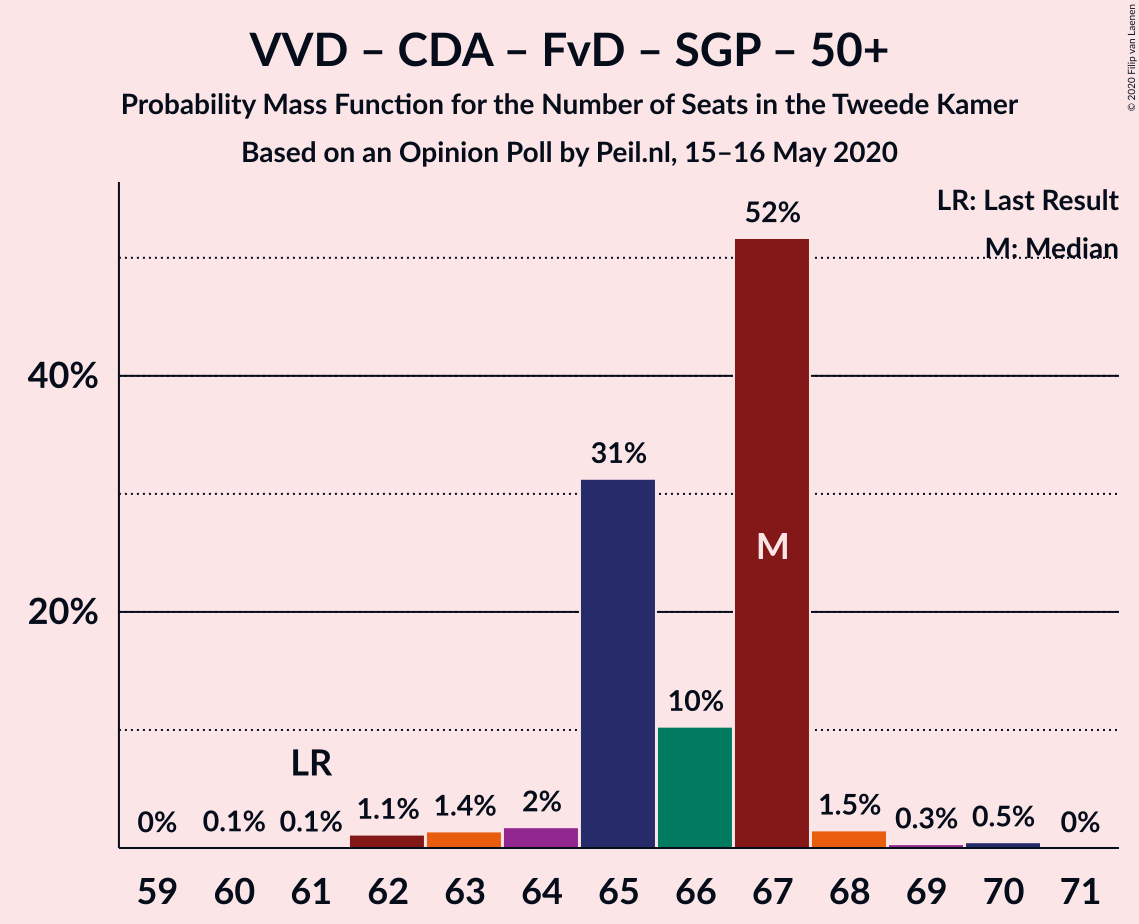 VVD – CDA – FvD – SGP – 50+
Probability Mass Function for the Number of Seats in the Tweede Kamer
Based on an Opinion Poll by Peil.nl, 15–16 May 2020
© 2020 Filip van Laenen
LR: Last Result
M: Median
40%
20%
0%
0.1%
0.1%
LR
1.1%
1.4%
2%
31%
10%
52%
M
1.5%
0.3%
0.5%
0%
59 60 61 62 63 64 65 66 67 68 69 70 71